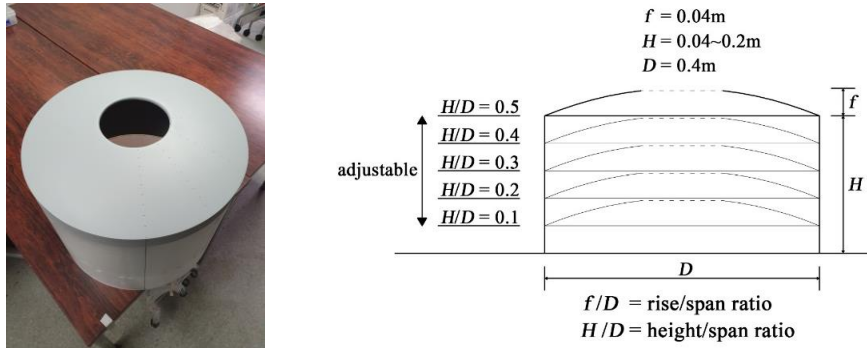 f = 0.04m
H = 0.04~0.2m
D = 0.4m
H/D = 0.5
H/D = 0.4
H/D = 0.3
H/D = 0.2
H/D = 0.1
adjustable
f
H
D
f/D = rise/span ratio
H/D = height/span ratio